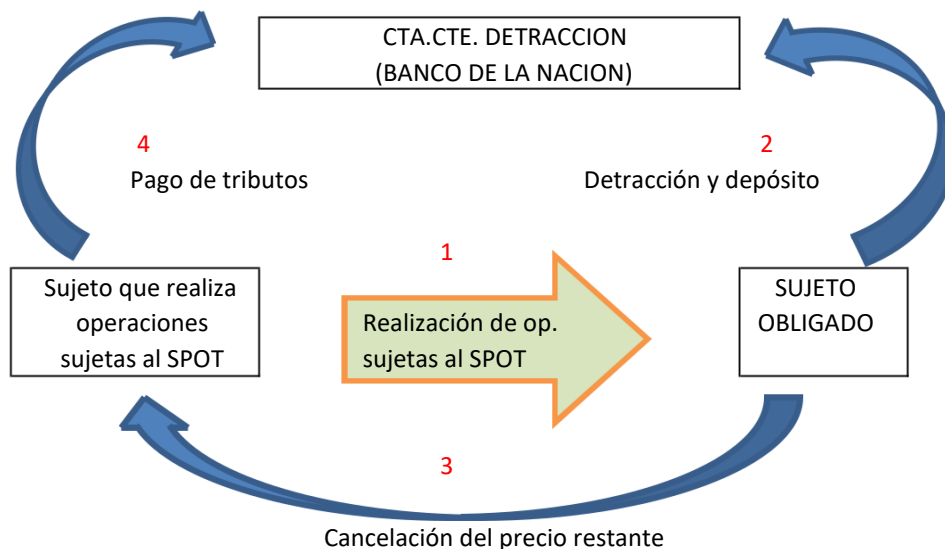 CTA.CTE. DETRACCION
(BANCO DE LA NACION)
4
2
Pago de tributos
Detracción y depósito
1
Sujeto que realiza
operaciones
sujetas al SPOT
Realización de op.
sujetas al SPOT
SUJETO
OBLIGADO
3
Cancelación del precio restante